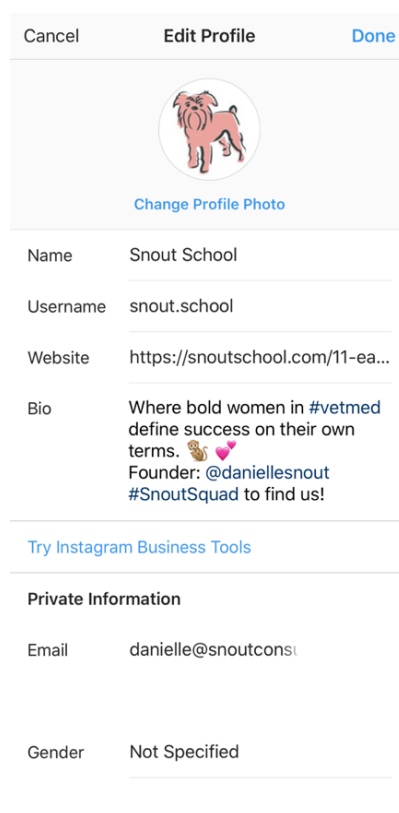 Cancel Edit Profile Done
Change Profile Photo
Name Snout School
Username snout.school
Website https://snoutschool.com/11-ea...
Bio Where bold women in #vetmed
define success on their own
terms. 🐒 💕
Founder: @daniellesnout
#SnoutSquad to find us!
Try Instagram Business Tools
Private Information
Email danielle@snoutcons
Gender Not Specified